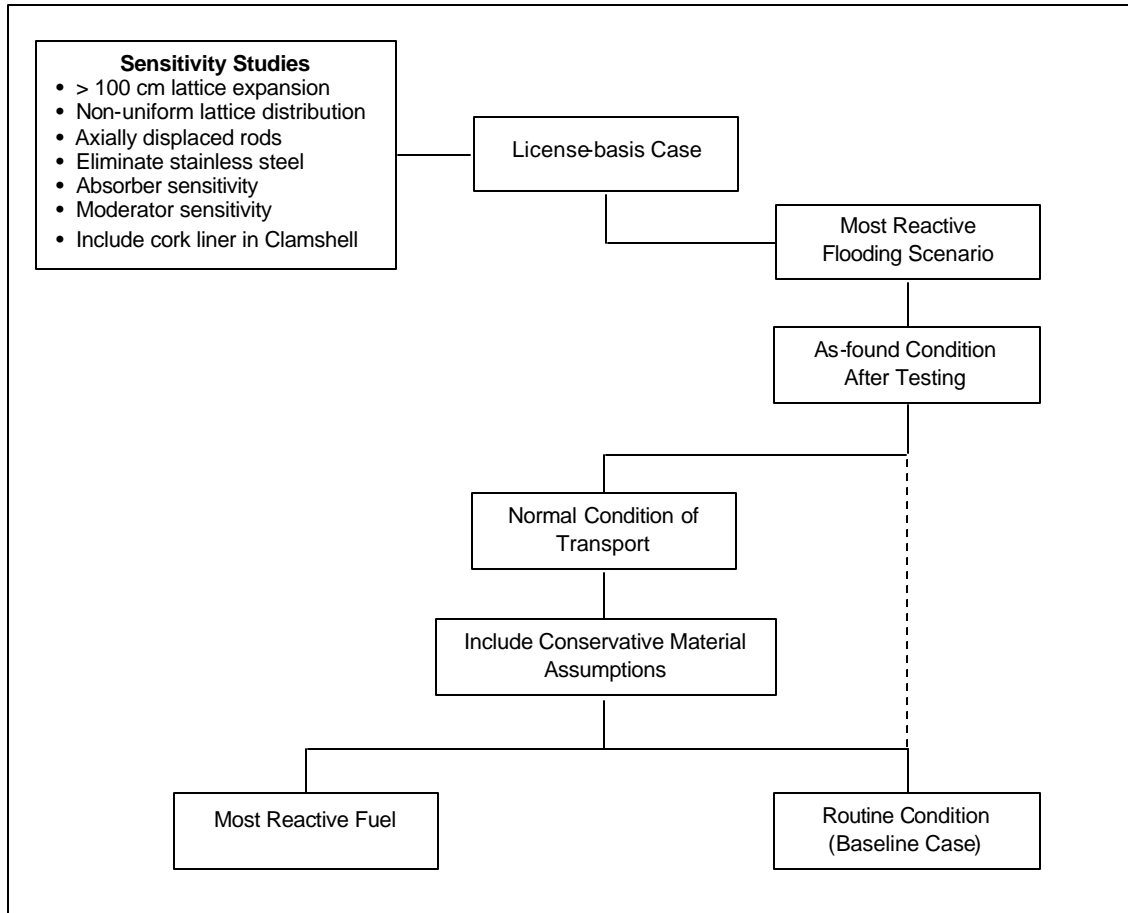 Sensitivity Studies
• > 100 cm lattice expansion
• Non-uniform lattice distribution
• Axially displaced rods
• Eliminate stainless steel
• Absorber sensitivity
• Moderator sensitivity
• Include cork liner in Clamshell
License-basis Case
Most Reactive
Flooding Scenario
As-found Condition
After Testing
Normal Condition of
Transport
Include Conservative Material
Assumptions
Most Reactive Fuel
Routine Condition
(Baseline Case)